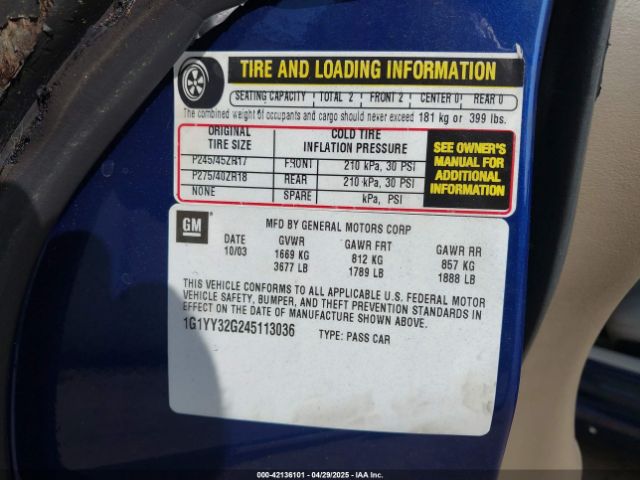 TIRE AND LOADING INFORMATION
SEATING CAPACITY TOTAL 2 FRONT 2 CENTER 0 REAR 0
The combined weight of occupants and cargo should never exceed 181 kg or 399 lbs.
ORIGINAL TIRE SIZE COLD TIRE INFLATION PRESSURE
P245/45ZR17 FRONT 210 kPa, 30 PSI
P275/40ZR18 REAR 210 kPa, 30 PSI
NONE SPARE kPa, PSI
SEE OWNER'S
MANUAL FOR
ADDITIONAL
INFORMATION
GM
MFD BY GENERAL MOTORS CORP
DATE GVWR GAWR FRT GAWR RR
10/03 1669 KG 812 KG 857 KG
3677 LB 1789 LB 1888 LB
THIS VEHICLE CONFORMS TO ALL APPLICABLE U.S. FEDERAL MOTOR
VEHICLE SAFETY, BUMPER, AND THEFT PREVENTION STANDARDS IN
EFFECT ON THE DATE OF MANUFACTURE SHOWN ABOVE.
1G1YY32G245113036 TYPE: PASS CAR
000-42136101 04/29/2025 IAA, Inc.